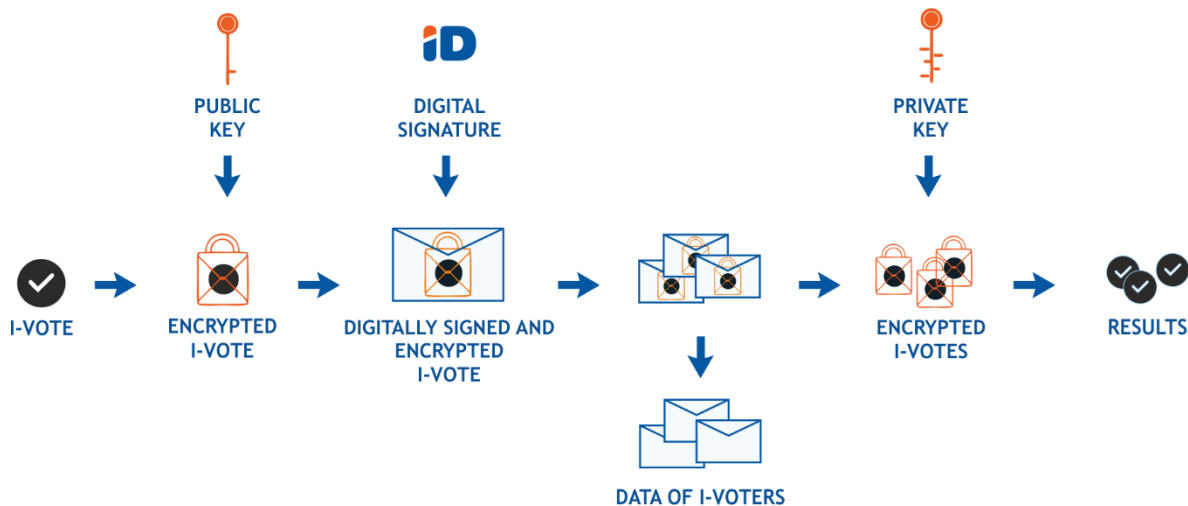 iD
PUBLIC
KEY
DIGITAL
SIGNATURE
PRIVATE
KEY
I-VOTE
ENCRYPTED
I-VOTE
DIGITALLY SIGNED AND
ENCRYPTED
I-VOTE
ENCRYPTED
I-VOTES
RESULTS
DATA OF I-VOTERS